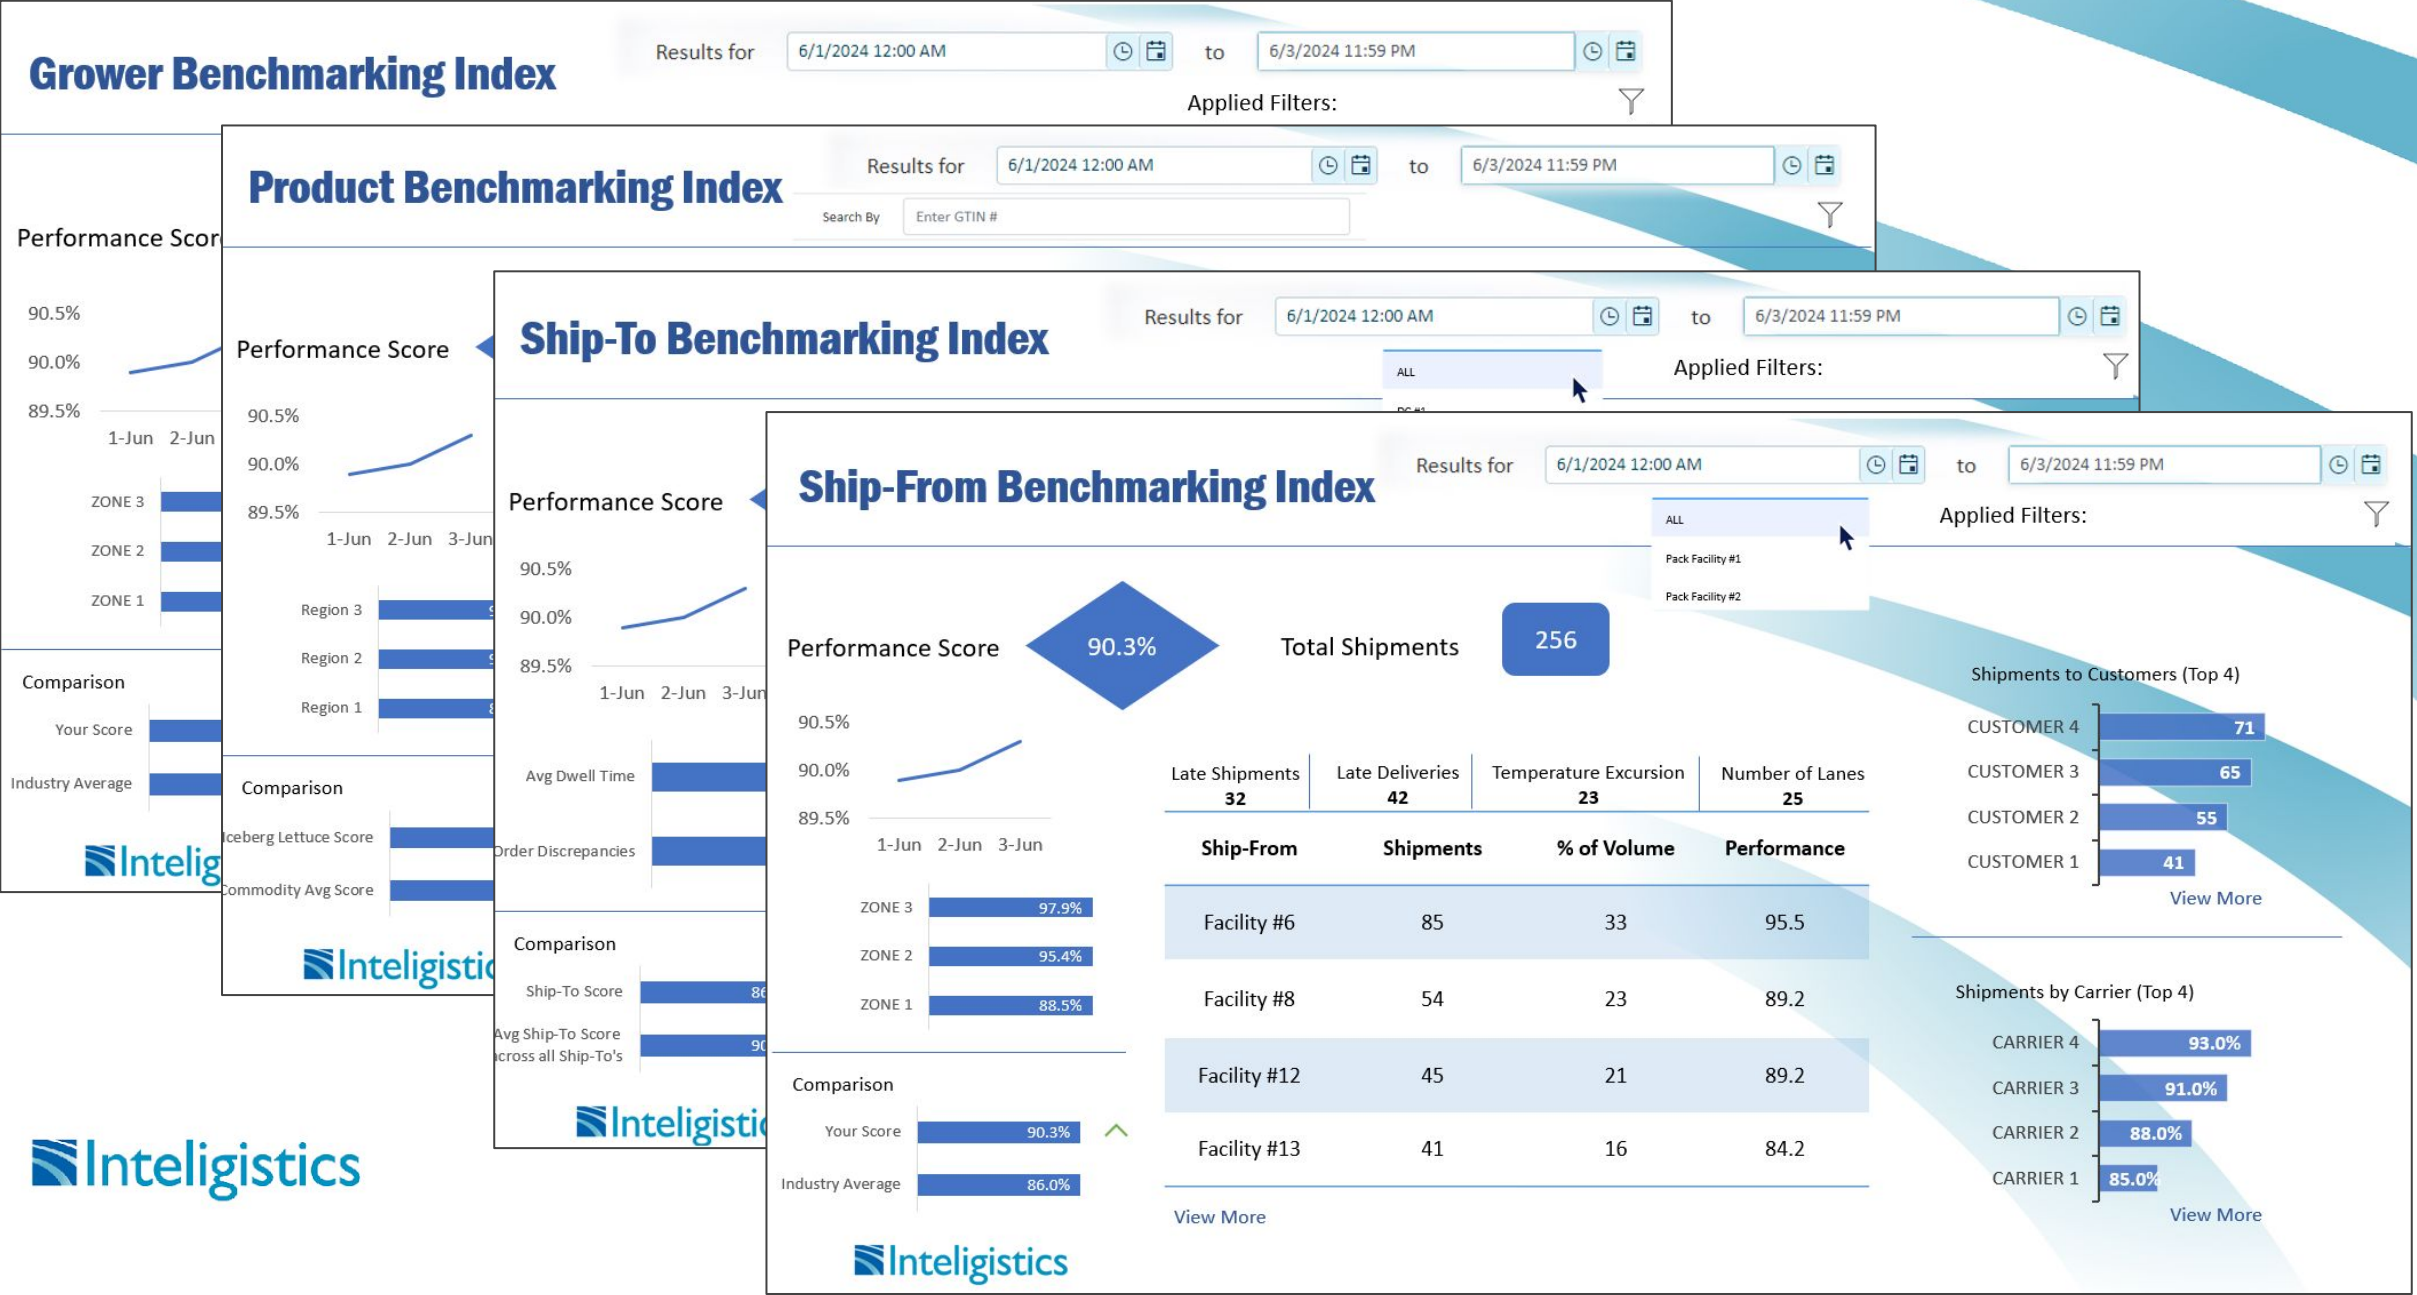 Grower Benchmarking Index
Results for 6/1/2024 12:00 AM to 6/3/2024 11:59 PM
Applied Filters:
Performance
90.5%
90.0%
89.5%
1-Jun 2-Jun
ZONE 3
ZONE 2
ZONE 1
Comparison
Your Score
Industry Average
Product Benchmarking Index
Results for 6/1/2024 12:00 AM to 6/3/2024 11:59 PM
Search By Enter GTIN #
Performance Score
90.5%
90.0%
89.5%
1-Jun 2-Jun 3-Jun
Region 3
Region 2
Region 1
Comparison
Iceberg Lettuce Score
Commodity Avg Score
Ship-To Benchmarking Index
Results for 6/1/2024 12:00 AM to 6/3/2024 11:59 PM
ALL
Applied Filters:
Performance Score
90.5%
90.0%
89.5%
1-Jun 2-Jun 3-Jun
Avg Dwell Time
Order Discrepancies
Comparison
Ship-To Score
Avg Ship-To Score
across all Ship-To's
Ship-From Benchmarking Index
Results for 6/1/2024 12:00 AM to 6/3/2024 11:59 PM
ALL
Pack Facility #1
Pack Facility #2
Applied Filters:
Performance Score 90.3%
Total Shipments 256
90.5%
90.0%
89.5%
1-Jun 2-Jun 3-Jun
ZONE 3 97.9%
ZONE 2 95.4%
ZONE 1 88.5%
Comparison
Your Score 90.3%
Industry Average 86.0%
Inteligistics
Late Shipments Late Deliveries Temperature Excursion Number of Lanes
32 42 23 25
Ship-From Shipments % of Volume Performance
Facility #6 85 33 95.5
Facility #8 54 23 89.2
Facility #12 45 21 89.2
Facility #13 41 16 84.2
View More
Shipments to Customers (Top 4)
CUSTOMER 4 71
CUSTOMER 3 65
CUSTOMER 2 55
CUSTOMER 1 41
View More
Shipments by Carrier (Top 4)
CARRIER 4 93.0%
CARRIER 3 91.0%
CARRIER 2 88.0%
CARRIER 1 85.0%
View More
Inteligistics